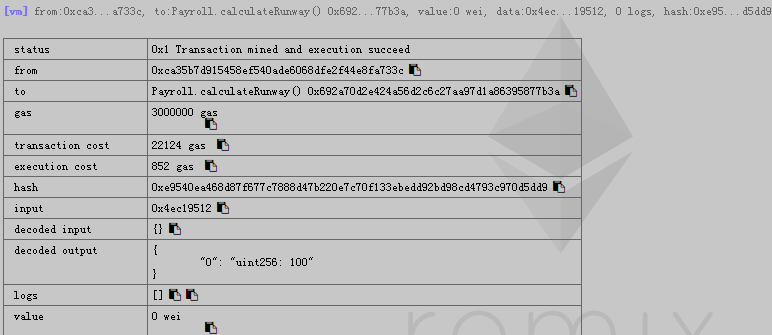 [vm] from:0xca3...a733c, to:Payroll.calculateRunway() 0x692...77b3a, value:0 wei, data:0x4ec...19512, 0 logs, hash:0xe95...d5dd9
status 0x1 Transaction mined and execution succeed
from 0xca35b7d915458ef540ade6068dfe2f44e8fa733c
to Payroll.calculateRunway() 0x692a70d2e424a56d2c6c27aa97d1a86395877b3a
gas 3000000 gas
transaction cost 22124 gas
execution cost 852 gas
hash 0xe9540ea468d87f677c7888d47b220e7c70f133ebedd92bd98cd4793c970d5dd9
input 0x4ec19512
decoded input {}
decoded output {
"0": "uint256: 100"
}
logs []
value 0 wei
remix